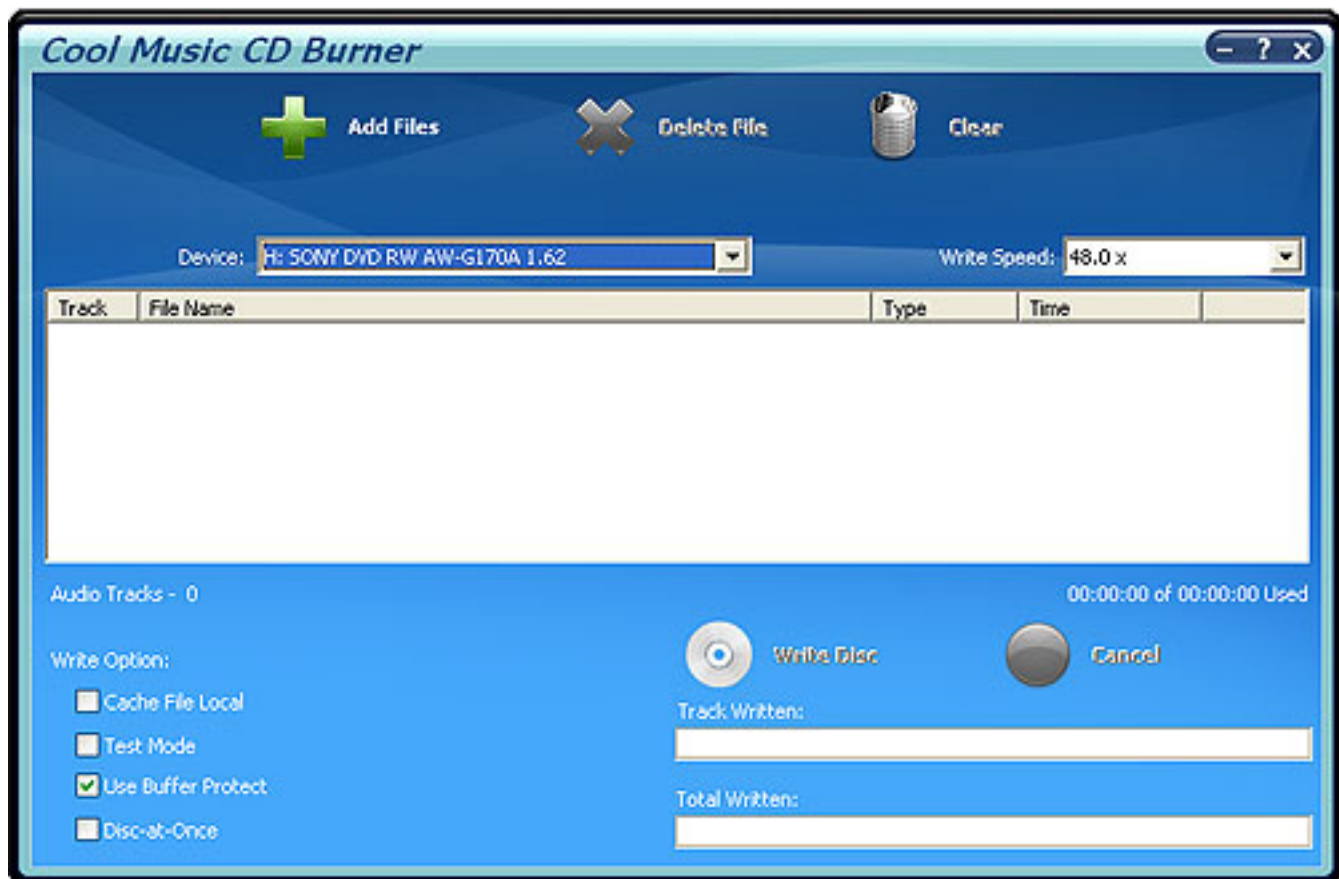 Cool Music CD Burner
Add Files Delete File Clear
Device: H: SONY DVD RW AW-G170A 1.62 Write Speed: 48.0 x
Track File Name Type Time
Audio Tracks - 0 00:00:00 of 00:00:00 Used
Write Disc Cancel
Write Option:
Cache File Local
Track Written:
Test Mode
Use Buffer Protect
Total Written:
Disc-at-Once